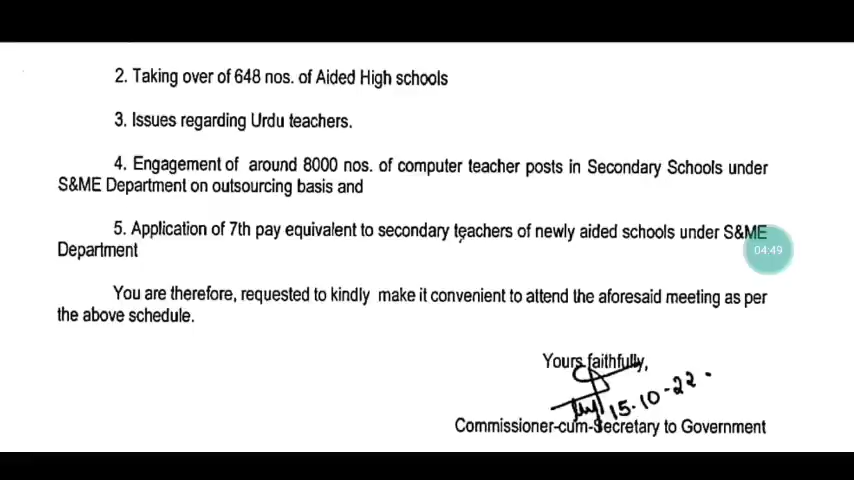 2. Taking over of 648 nos. of Aided High schools
3. Issues regarding Urdu teachers.
4. Engagement of around 8000 nos. of computer teacher posts in Secondary Schools under
S&ME Department on outsourcing basis and
5. Application of 7th pay equivalent to secondary teachers of newly aided schools under S&ME
Department
04:49
You are therefore, requested to kindly make it convenient to attend the aforesaid meeting as per
the above schedule.
Yours faithfully,
15-10-22
Commissioner-cum-Secretary to Government